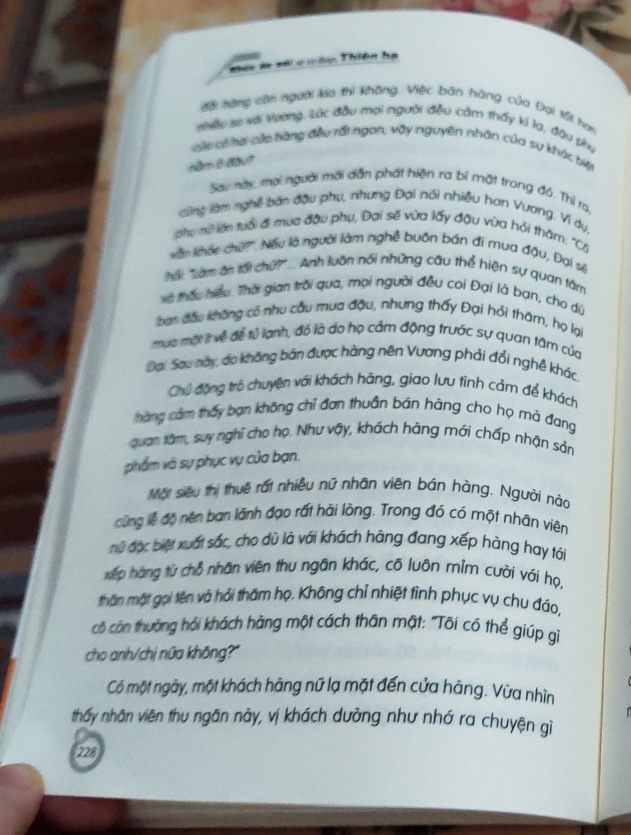 Khéo ăn nói sẽ có được Thiên hạ
đắt hàng còn người kia thì không. Việc bán hàng của Đại tốt hơn
nhiều so với Vương. Lúc đầu mọi người đều cảm thấy kì lạ, đậu phụ
của cả hai cửa hàng đều rất ngon, vậy nguyên nhân của sự khác biệt
nằm ở đâu?
Sau này, mọi người mới dần phát hiện ra bí mật trong đó. Thì ra,
cùng làm nghề bán đậu phụ, nhưng Đại nói nhiều hơn Vương. Ví dụ,
phụ nữ lớn tuổi đi mua đậu phụ, Đại sẽ vừa lấy đậu vừa hỏi thăm: "Cô
vẫn khỏe chứ?". Nếu là người làm nghề buôn bán đi mua đậu, Đại sẽ
hỏi: "Làm ăn tốt chứ?"... Anh luôn nói những câu thể hiện sự quan tâm
và thấu hiểu. Thời gian trôi qua, mọi người đều coi Đại là bạn, cho dù
ban đầu không có nhu cầu mua đậu, nhưng thấy Đại hỏi thăm, họ lại
mua một ít về để tủ lạnh, đó là do họ cảm động trước sự quan tâm của
Đại. Sau này, do không bán được hàng nên Vương phải đổi nghề khác.
Chủ động trò chuyện với khách hàng, giao lưu tình cảm để khách
hàng cảm thấy bạn không chỉ đơn thuần bán hàng cho họ mà đang
quan tâm, suy nghĩ cho họ. Như vậy, khách hàng mới chấp nhận sản
phẩm và sự phục vụ của bạn.
Một siêu thị thuê rất nhiều nữ nhân viên bán hàng. Người nào
cũng lễ độ nên ban lãnh đạo rất hài lòng. Trong đó có một nhân viên
nữ đặc biệt xuất sắc, cho dù là với khách hàng đang xếp hàng hay tới
xếp hàng từ chỗ nhân viên thu ngân khác, cô luôn mỉm cười với họ,
thân mật gọi tên và hỏi thăm họ. Không chỉ nhiệt tình phục vụ chu đáo,
cô còn thường hỏi khách hàng một cách thân mật: "Tôi có thể giúp gì
cho anh/chị nữa không?"
Có một ngày, một khách hàng nữ lạ mặt đến cửa hàng. Vừa nhìn
thấy nhân viên thu ngân này, vị khách dường như nhớ ra chuyện gì
228